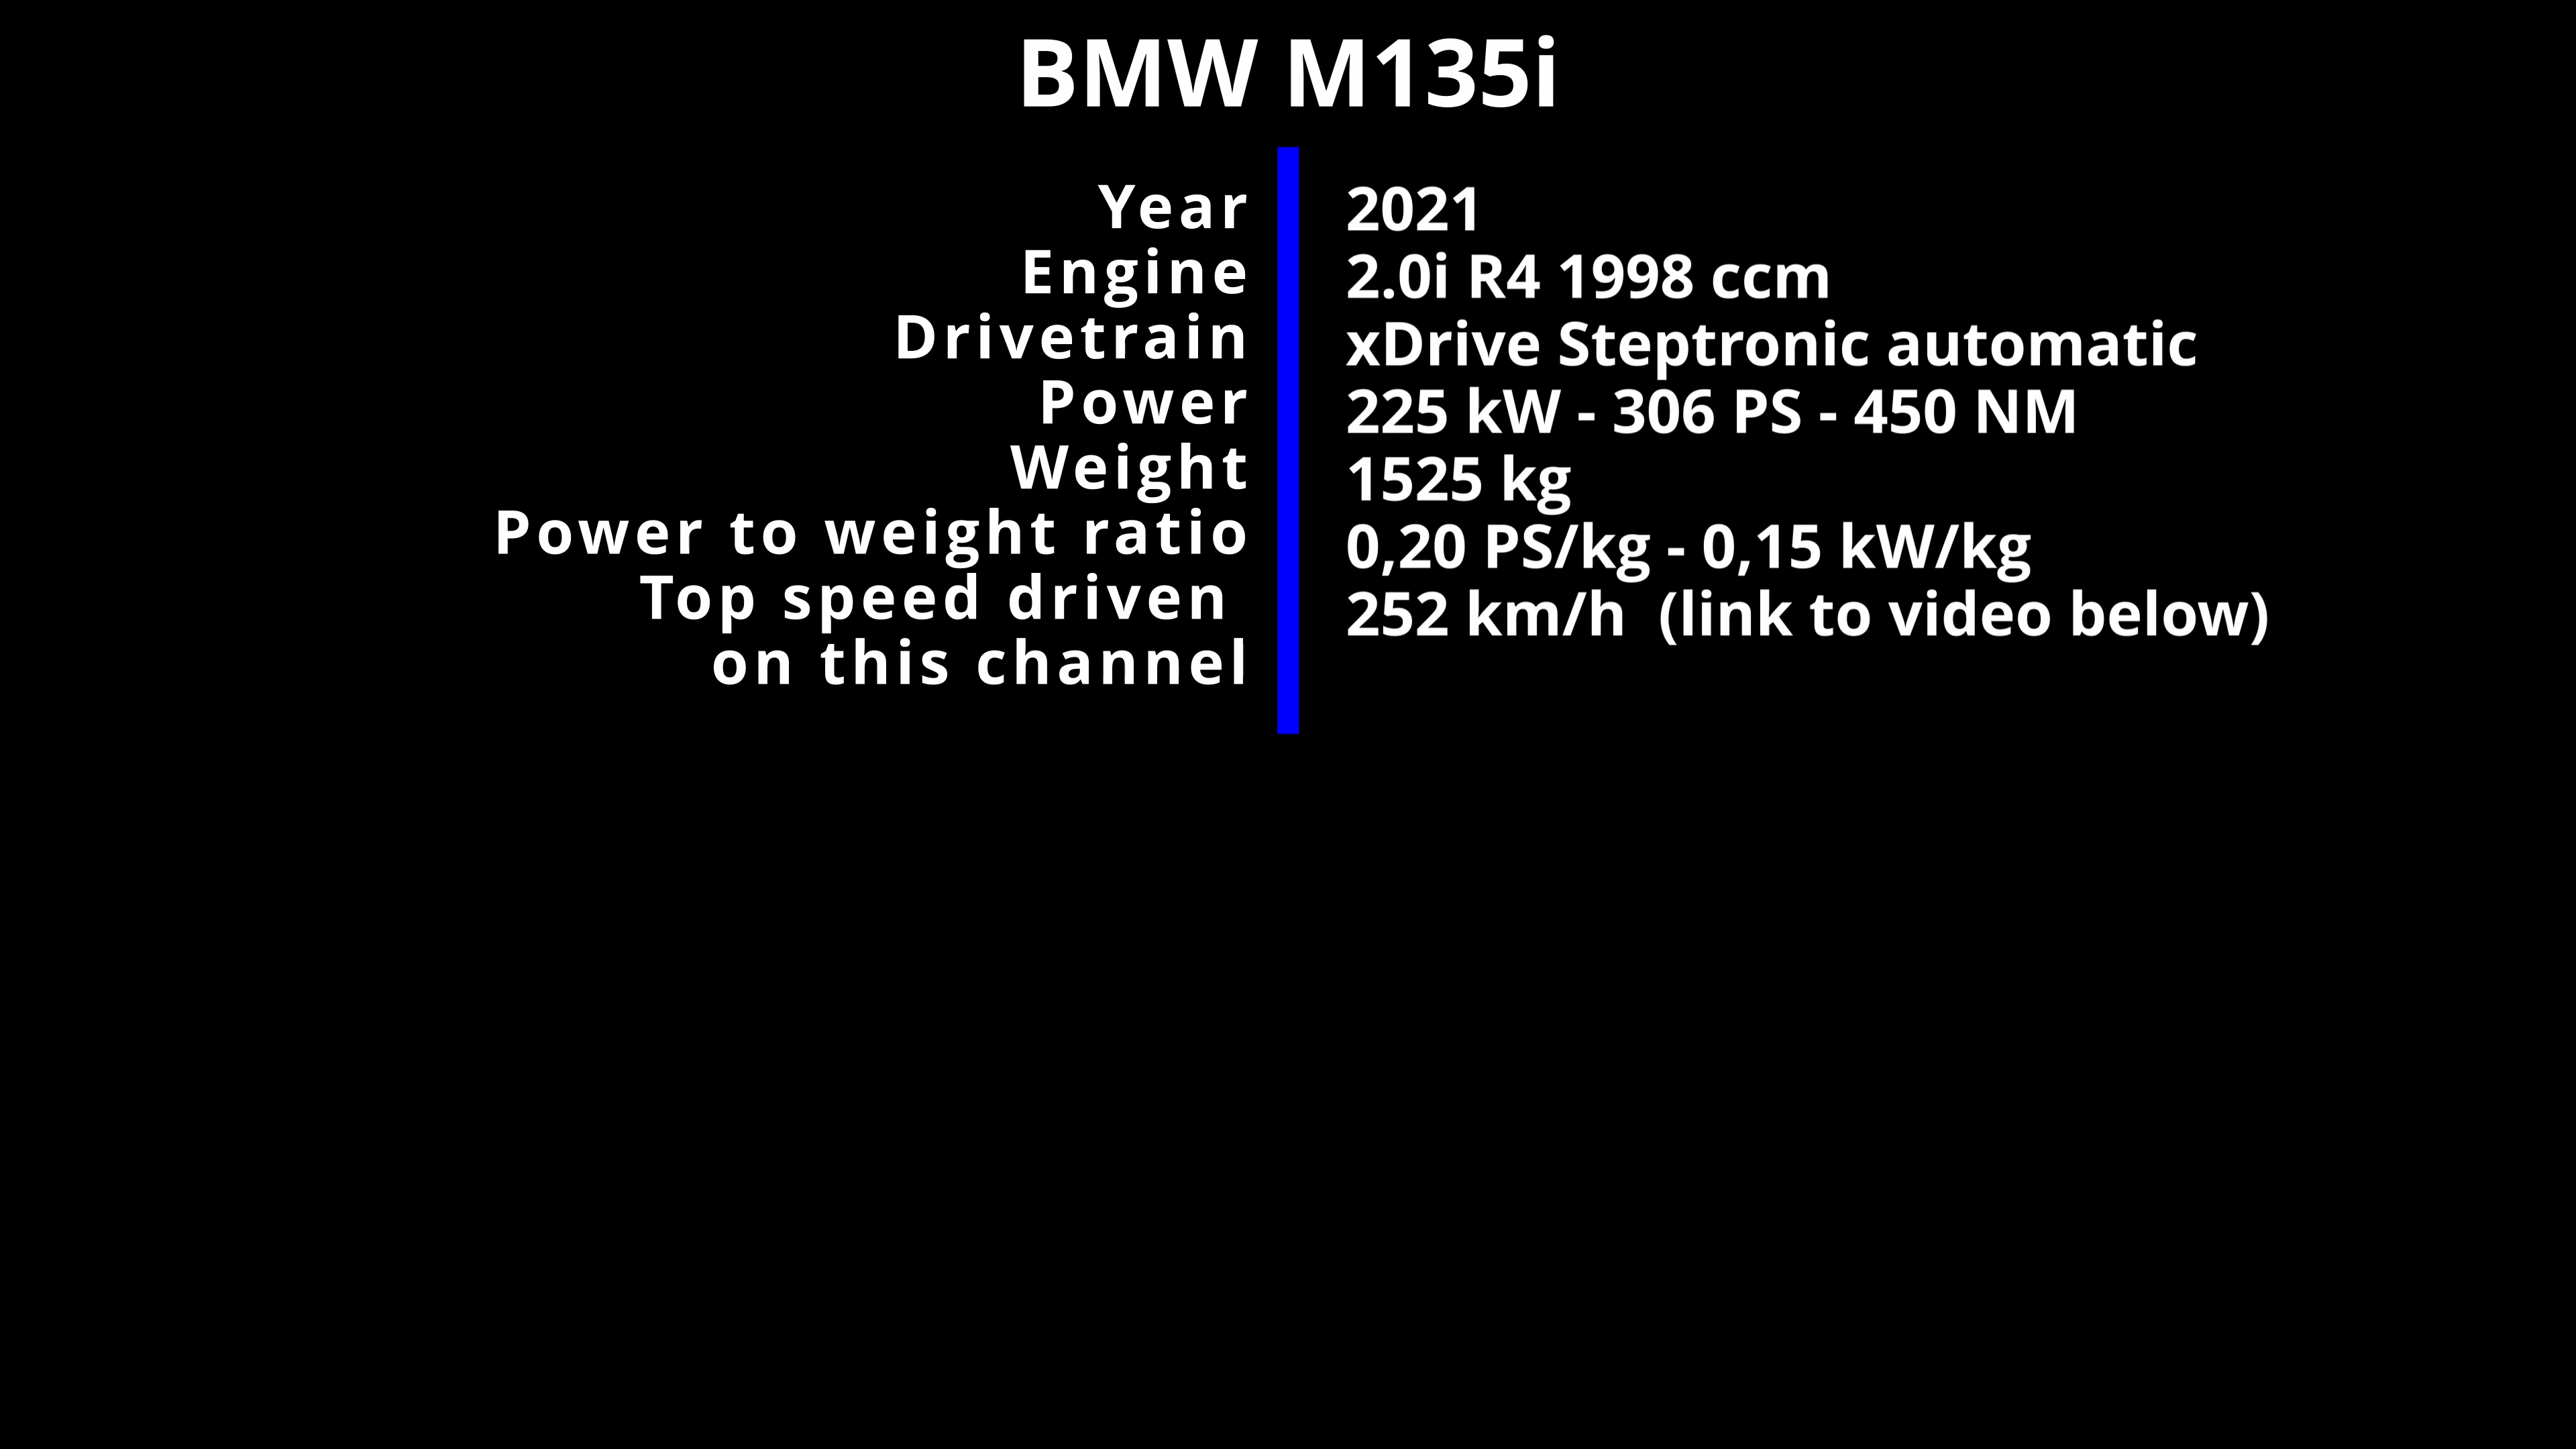 BMW M135i
Year
Engine
Drivetrain
Power
Weight
Power to weight ratio
Top speed driven
on this channel
2021
2.0i R4 1998 ccm
xDrive Steptronic automatic
225 kW - 306 PS - 450 NM
1525 kg
0,20 PS/kg - 0,15 kW/kg
252 km/h  (link to video below)